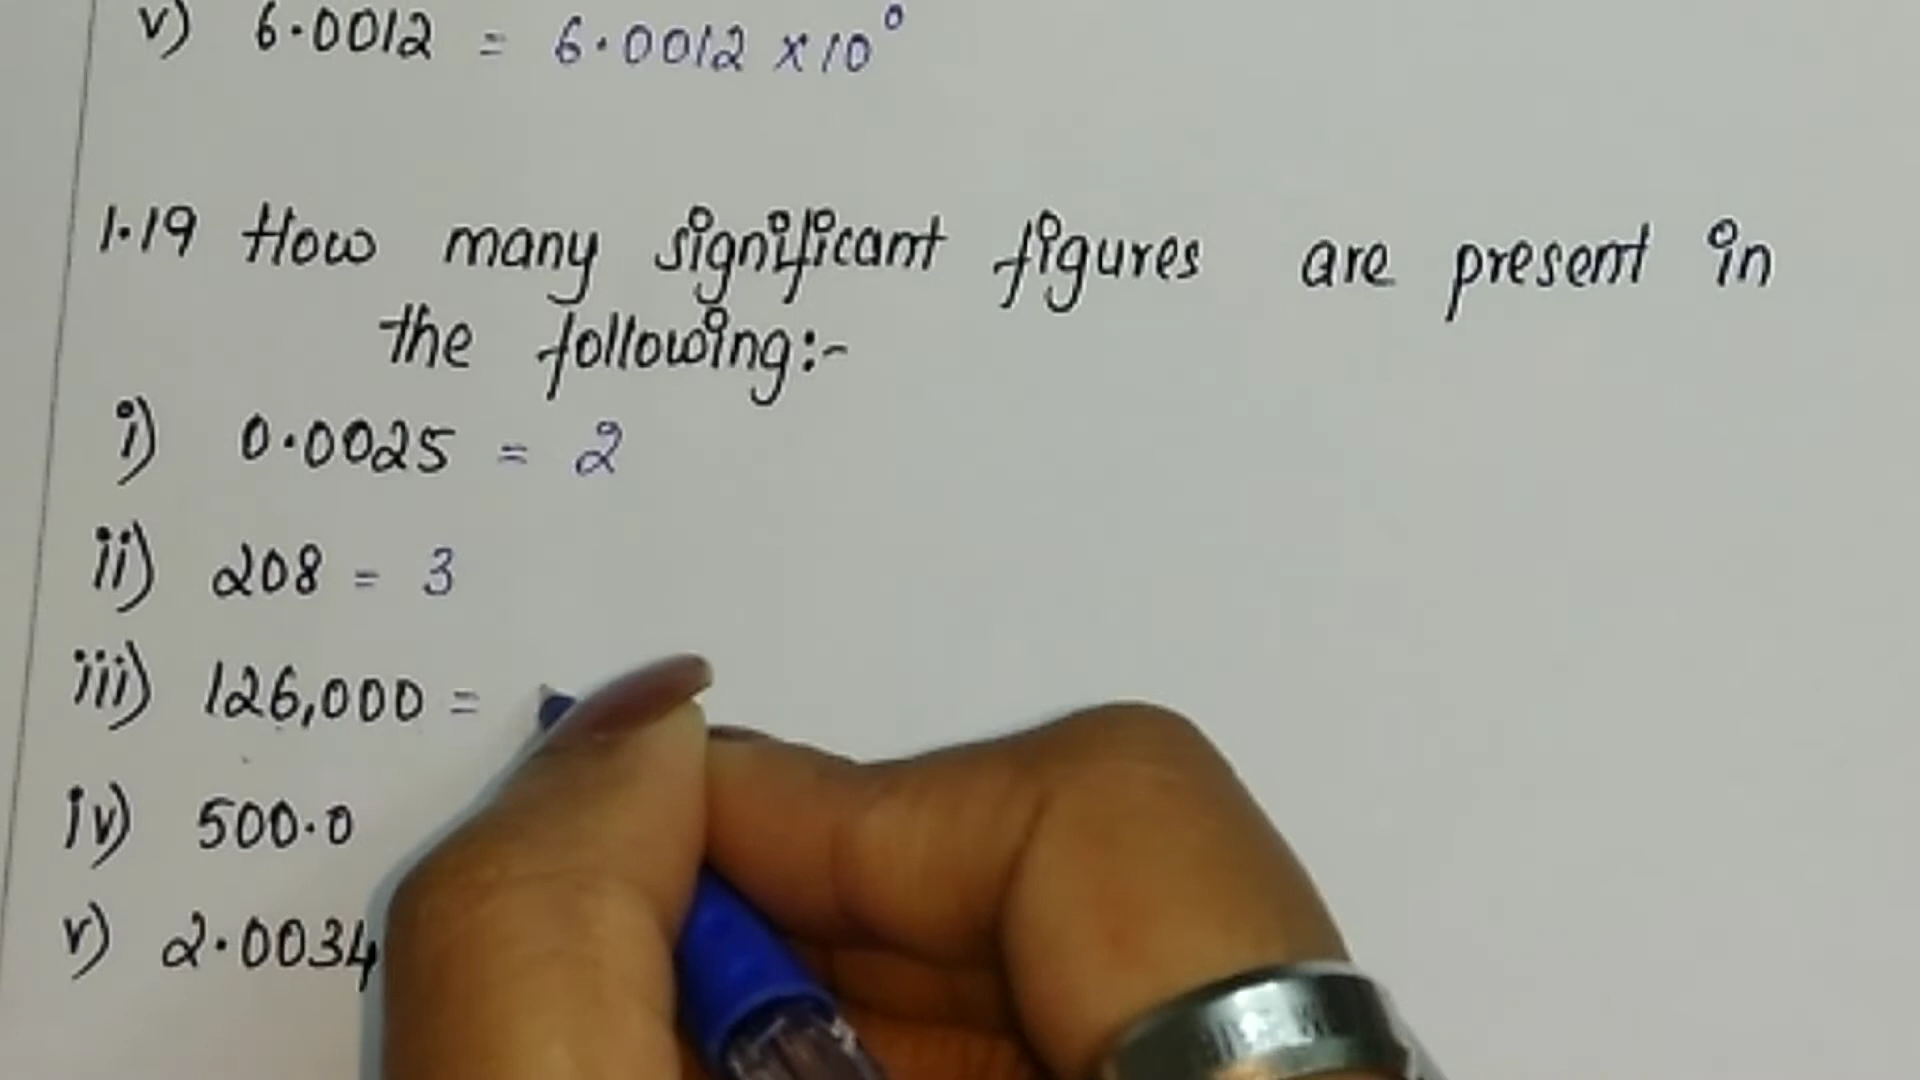 v) 6.0012 = 6.0012 x 10⁰
1.19 How many significant figures are present in
the following:-
i) 0.0025 = 2
ii) 208 = 3
iii) 126,000 =
iv) 500.0
v) 2.0034